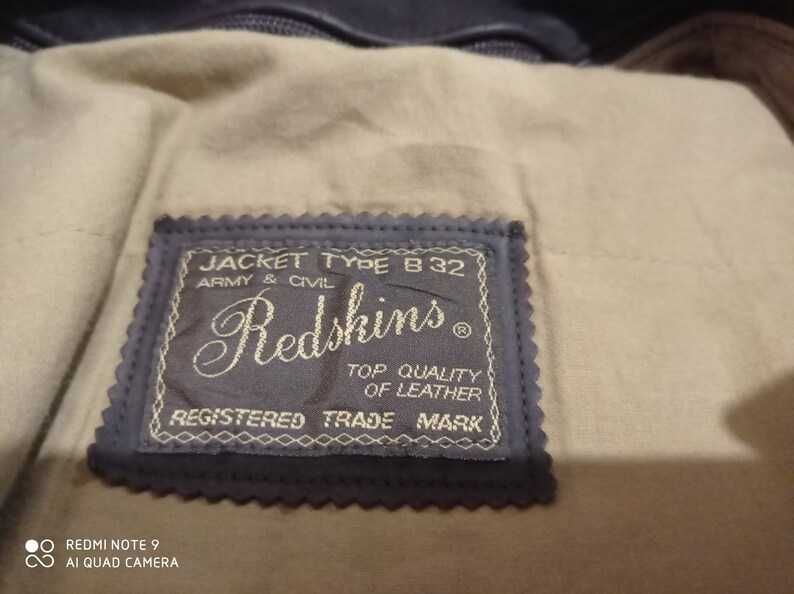 JACKET TYPE B 32
ARMY & CIVIL
Redskins ®
TOP QUALITY
OF LEATHER
REGISTERED TRADE MARK
REDMI NOTE 9
AI QUAD CAMERA